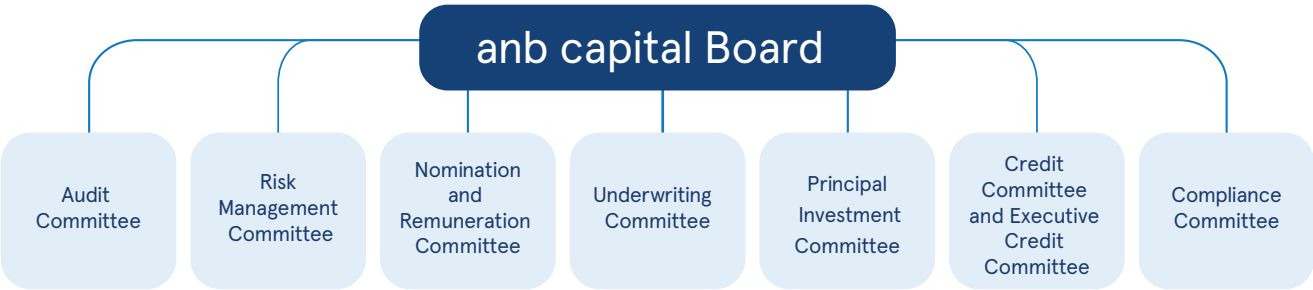 anb capital Board
Audit
Committee
Risk
Management
Committee
Nomination
and
Remuneration
Committee
Underwriting
Committee
Principal
Investment
Committee
Credit
Committee
and Executive
Credit
Committee
Compliance
Committee